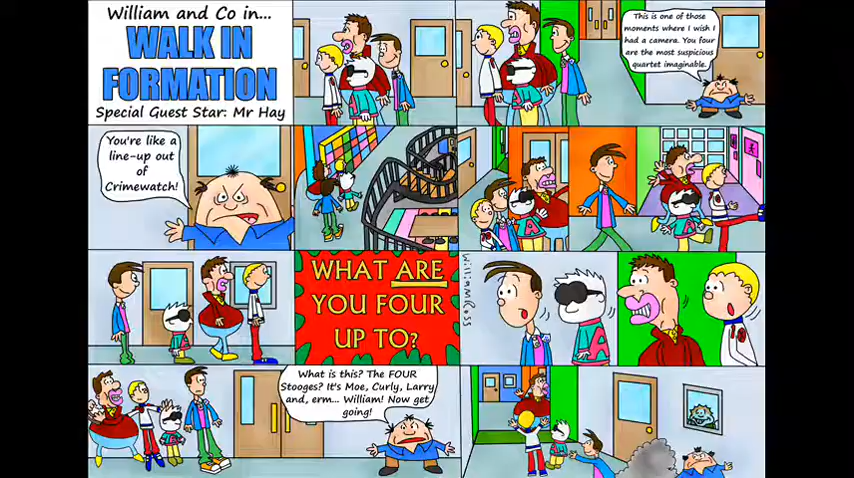 William and Co in...
WALK IN
FORMATION
Special Guest Star: Mr Hay
This is one of those
moments where I wish I
had a camera. You four
are the most suspicious
quartet imaginable.
You're like a
line-up out
of
Crimewatch!
WHAT ARE
YOU FOUR
UP TO?
WilliamRoss
A
A
10
What is this? The FOUR
Stooges? It's Moe, Curly, Larry
and, erm... William! Now get
going!